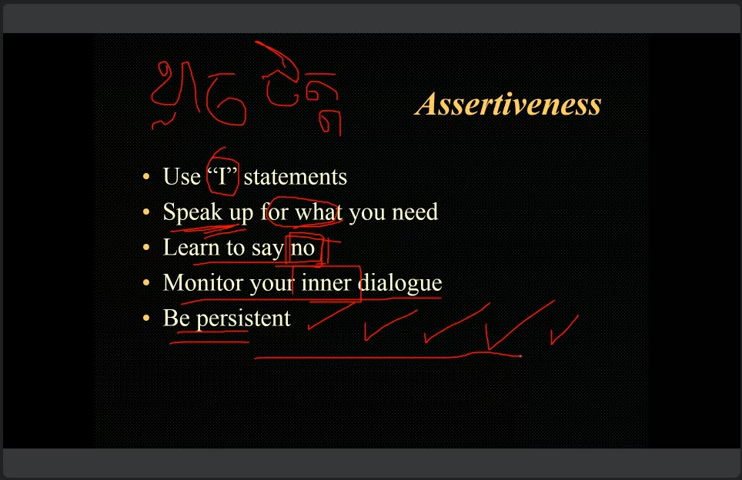 Assertiveness
Use “I” statements
Speak up for what you need
Learn to say no
Monitor your inner dialogue
Be persistent